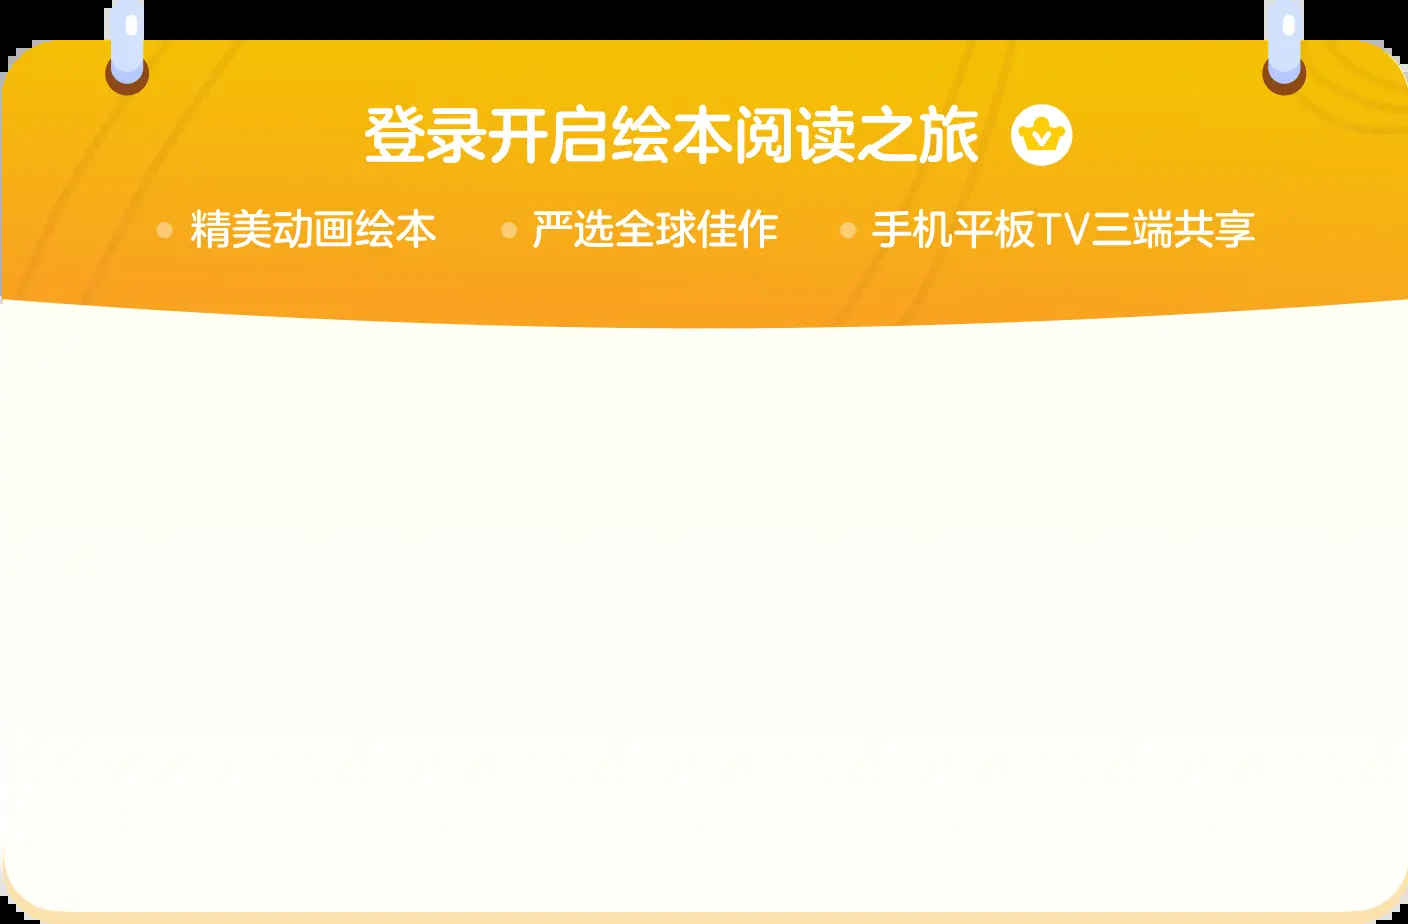 登录开启绘本阅读之旅
精美动画绘本 严选全球佳作 手机平板TV三端共享